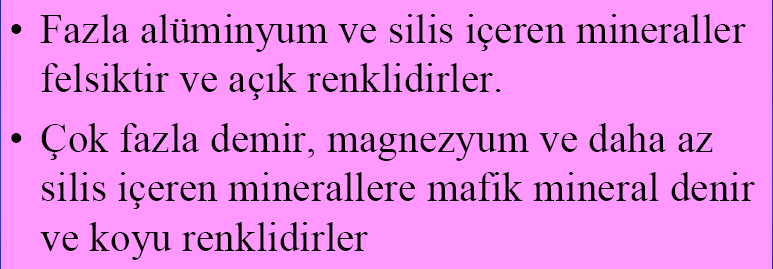 • Fazla alüminyum ve silis içeren mineraller
felsiktir ve açık renklidirler.
• Çok fazla demir, magnezyum ve daha az
silis içeren minerallere mafik mineral denir
ve koyu renklidirler